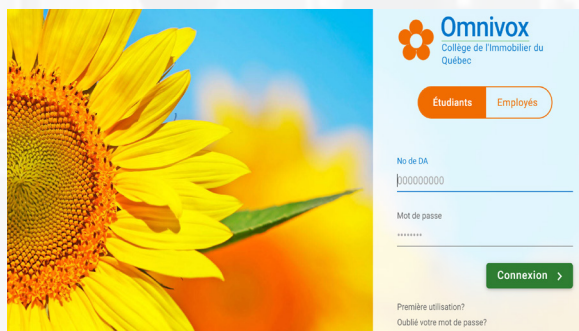 Omnivox
Collège de l'Immobilier du
Québec
Étudiants Employés
No de DA
000000000
Mot de passe
********
Connexion >
Première utilisation?
Oublié votre mot de passe?